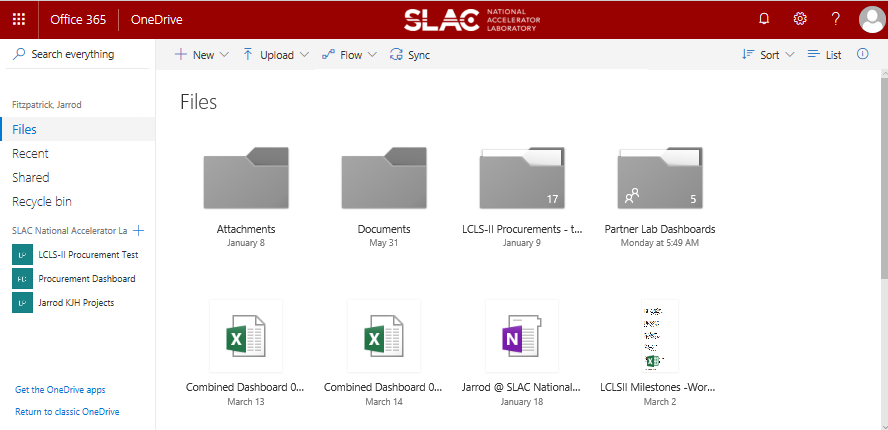 Office 365
OneDrive
SLAC
NATIONAL
ACCELERATOR
LABORATORY
?
Search everything
New
Upload
Flow
Sync
Sort
List
Fitzpatrick, Jarrod
Files
Recent
Shared
Recycle bin
SLAC National Accelerator La
LP LCLS-II Procurement Test
Procurement Dashboard
Jarrod KJH Projects
Get the OneDrive apps
Return to classic OneDrive
Files
17
5
Attachments
January 8
Documents
May 31
LCLS-II Procurements - t...
January 9
Partner Lab Dashboards
Monday at 5:49 AM
Combined Dashboard 0...
March 13
Combined Dashboard 0...
March 14
Jarrod @ SLAC National...
January 18
LCLSII Milestones -Wor...
March 2